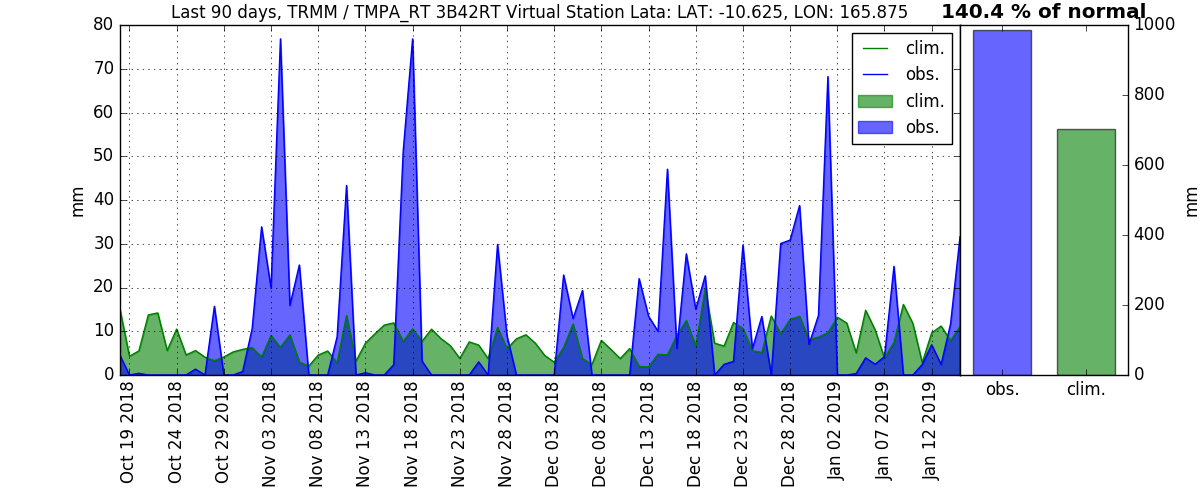 Last 90 days, TRMM / TMPA_RT 3B42RT Virtual Station Lata: LAT: -10.625, LON: 165.875
140.4 % of normal
80
70
60
50
40
30
20
10
0
mm
clim.
obs.
clim.
obs.
1000
800
600
400
200
0
mm
obs.
clim.
Oct 19 2018
Oct 24 2018
Oct 29 2018
Nov 03 2018
Nov 08 2018
Nov 13 2018
Nov 18 2018
Nov 23 2018
Nov 28 2018
Dec 03 2018
Dec 08 2018
Dec 13 2018
Dec 18 2018
Dec 23 2018
Dec 28 2018
Jan 02 2019
Jan 07 2019
Jan 12 2019